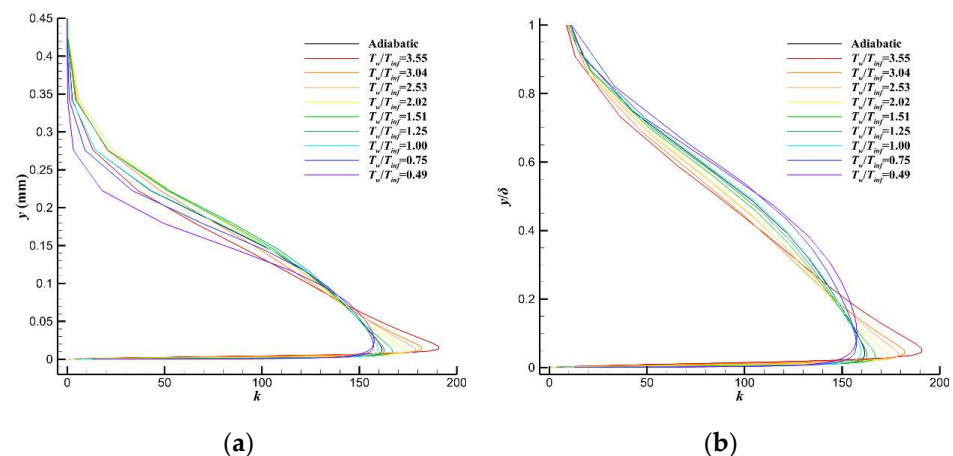 0.45
0.4
0.35
0.3
0.25
0.2
0.15
0.1
0.05
0
y (mm)
0
50
100
150
200
k
Adiabatic
Tw/Tinf=3.55
Tw/Tinf=3.04
Tw/Tinf=2.53
Tw/Tinf=2.02
Tw/Tinf=1.51
Tw/Tinf=1.25
Tw/Tinf=1.00
Tw/Tinf=0.75
Tw/Tinf=0.49
(a)
1
0.8
0.6
0.4
0.2
0
y/δ
0
50
100
150
200
k
Adiabatic
Tw/Tinf=3.55
Tw/Tinf=3.04
Tw/Tinf=2.53
Tw/Tinf=2.02
Tw/Tinf=1.51
Tw/Tinf=1.25
Tw/Tinf=1.00
Tw/Tinf=0.75
Tw/Tinf=0.49
(b)